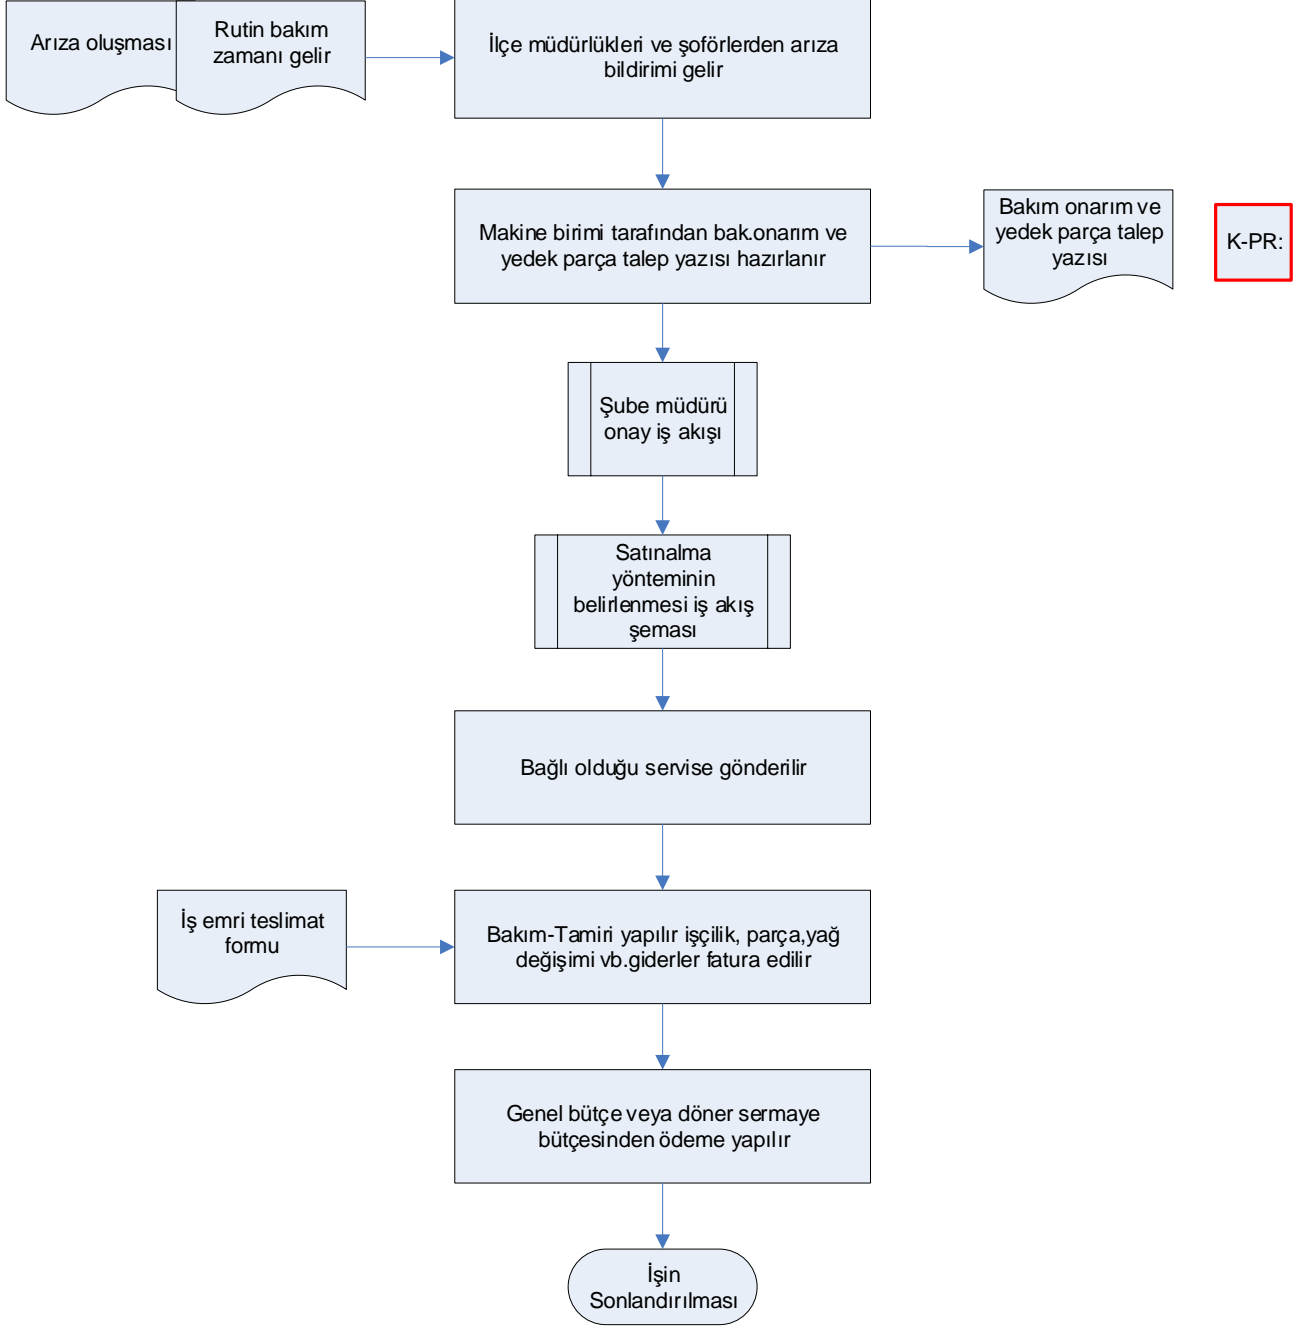 Arıza oluşması
Rutin bakım
zamanı gelir
İlçe müdürlükleri ve şoförlerden arıza
bildirimi gelir
Makine birimi tarafından bak.onarım ve
yedek parça talep yazısı hazırlanır
Bakım onarım ve
yedek parça talep
yazısı
K-PR:
Şube müdürü
onay iş akışı
Satınalma
yönteminin
belirlenmesi iş akış
şeması
Bağlı olduğu servise gönderilir
İş emri teslimat
formu
Bakım-Tamiri yapılır işçilik, parça,yağ
değişimi vb.giderler fatura edilir
Genel bütçe veya döner sermaye
bütçesinden ödeme yapılır
İşin
Sonlandırılması